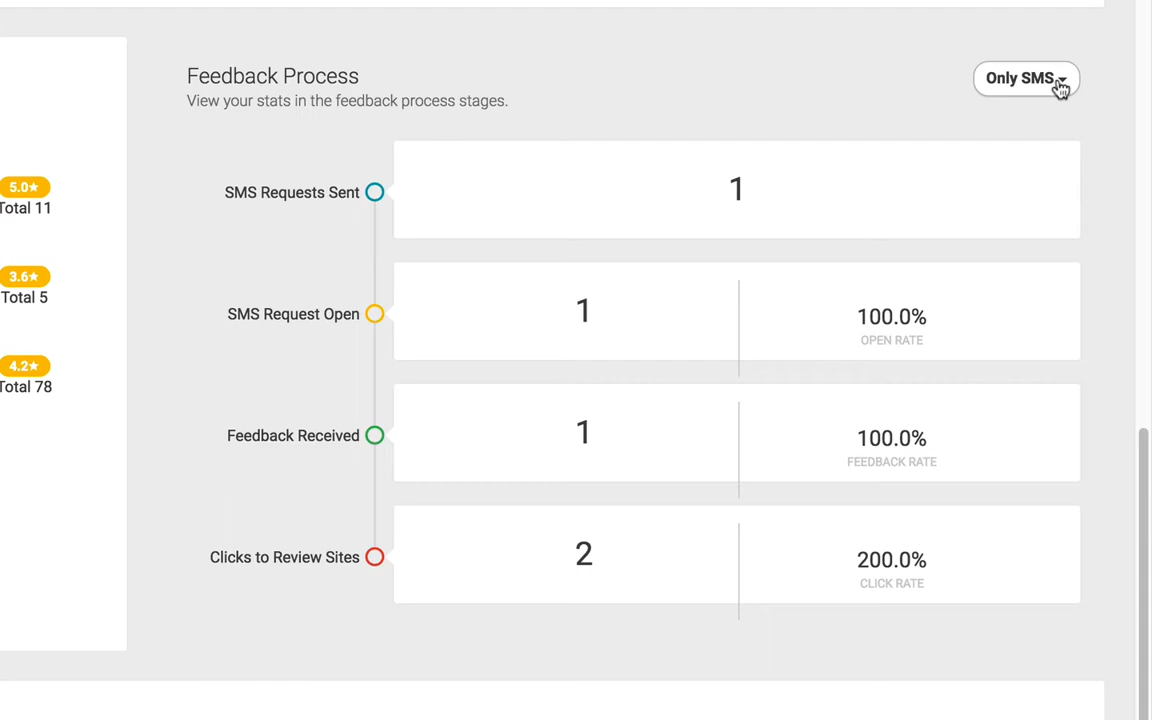 Feedback Process
Only SMS
View your stats in the feedback process stages.
5.0★
Total 11
3.6★
Total 5
4.2★
Total 78
SMS Requests Sent
1
SMS Request Open
1
100.0%
OPEN RATE
Feedback Received
1
100.0%
FEEDBACK RATE
Clicks to Review Sites
2
200.0%
CLICK RATE